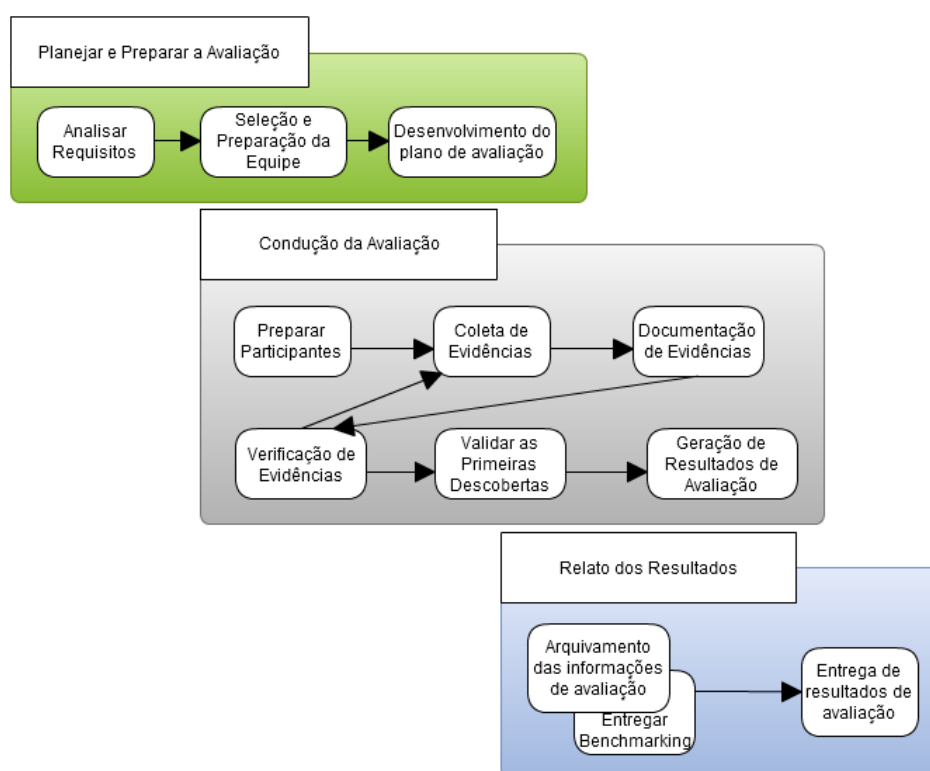 Planejar e Preparar a Avaliação
Analisar
Requisitos
Seleção e
Preparação da
Equipe
Desenvolvimento do
plano de avaliação
Condução da Avaliação
Preparar
Participantes
Coleta de
Evidências
Documentação
de Evidências
Verificação de
Evidências
Validar as
Primeiras
Descobertas
Geração de
Resultados de
Avaliação
Relato dos Resultados
Arquivamento
das informações
de avaliação
Entregar
Benchmarking
Entrega de
resultados de
avaliação